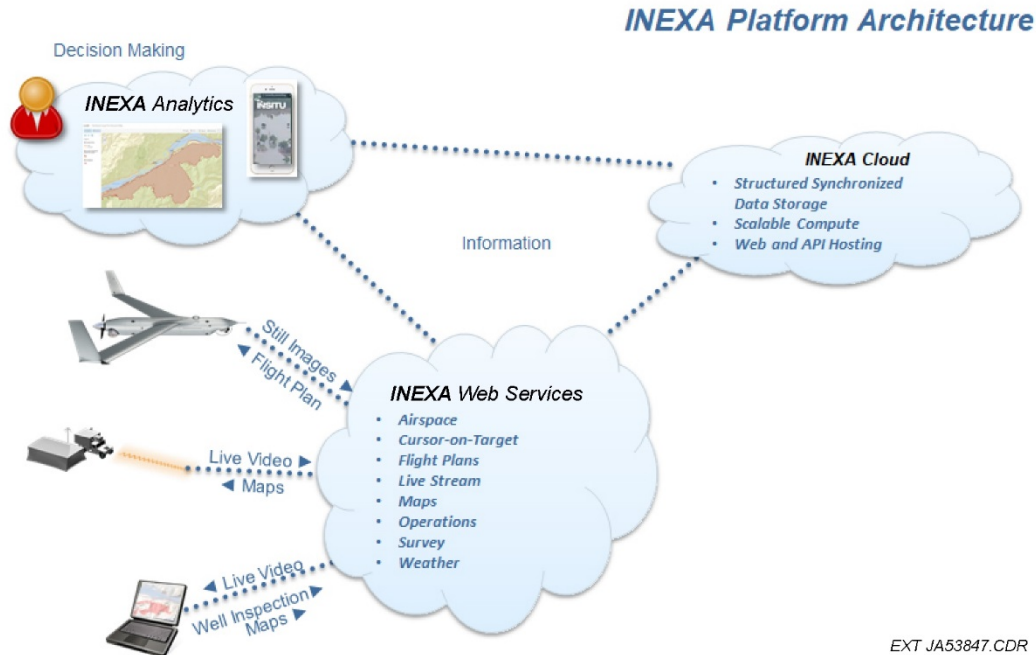 INEXA Platform Architecture
Decision Making
INEXA Analytics
INSITU
INEXA Cloud
• Structured Synchronized
Data Storage
• Scalable Compute
• Web and API Hosting
Information
Still Images ►
◄ Flight Plan
INEXA Web Services
• Airspace
• Cursor-on-Target
• Flight Plans
• Live Stream
• Maps
• Operations
• Survey
• Weather
Live Video ►
◄ Maps
◄ Live Video
Well Inspection ►
Maps ►
EXT JA53847.CDR